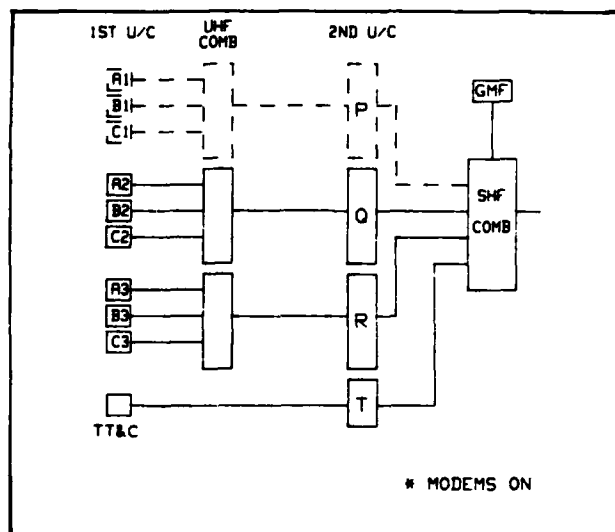 1ST U/C
UHF COMB
2ND U/C
A1
B1
C1
P
GMF
A2
B2
C2
Q
SHF
COMB
A3
B3
C3
R
T
TT&C
* MODEMS ON